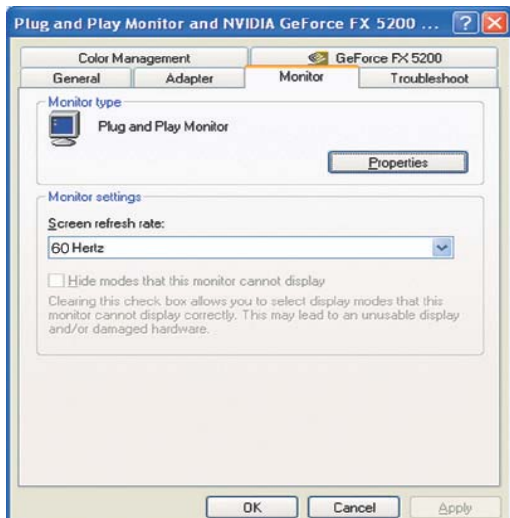 Plug and Play Monitor and NVIDIA GeForce FX 5200 ...
Color Management
GeForce FX 5200
General
Adapter
Monitor
Troubleshoot
Monitor type
Plug and Play Monitor
Properties
Monitor settings
Screen refresh rate:
60 Hertz
Hide modes that this monitor cannot display
Clearing this check box allows you to select display modes that this
monitor cannot display correctly. This may lead to an unusable display
and/or damaged hardware.
OK
Cancel
Apply